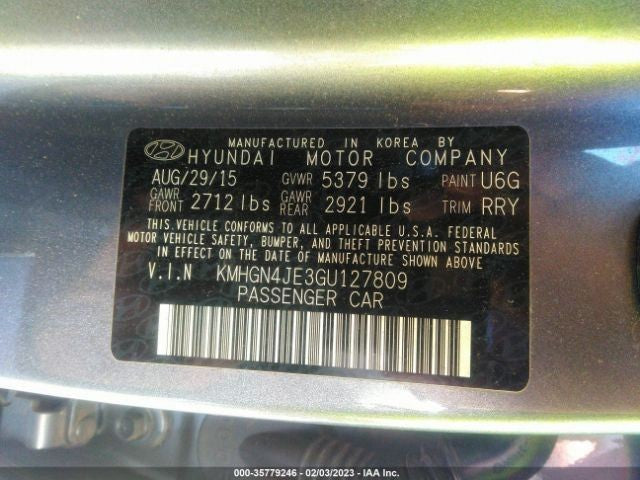 MANUFACTURED IN KOREA BY
HYUNDAI MOTOR COMPANY
AUG/29/15 GVWR 5379 lbs PAINT U6G
GAWR FRONT 2712 lbs GAWR REAR 2921 lbs TRIM RRY
THIS VEHICLE CONFORMS TO ALL APPLICABLE U.S.A. FEDERAL
MOTOR VEHICLE SAFETY, BUMPER, AND THEFT PREVENTION STANDARDS
IN EFFECT ON THE DATE OF MANUFACTURE SHOWN ABOVE.
V.I.N KMHGN4JE3GU127809
PASSENGER CAR
000-35779246 - 02/03/2023 - IAA Inc.